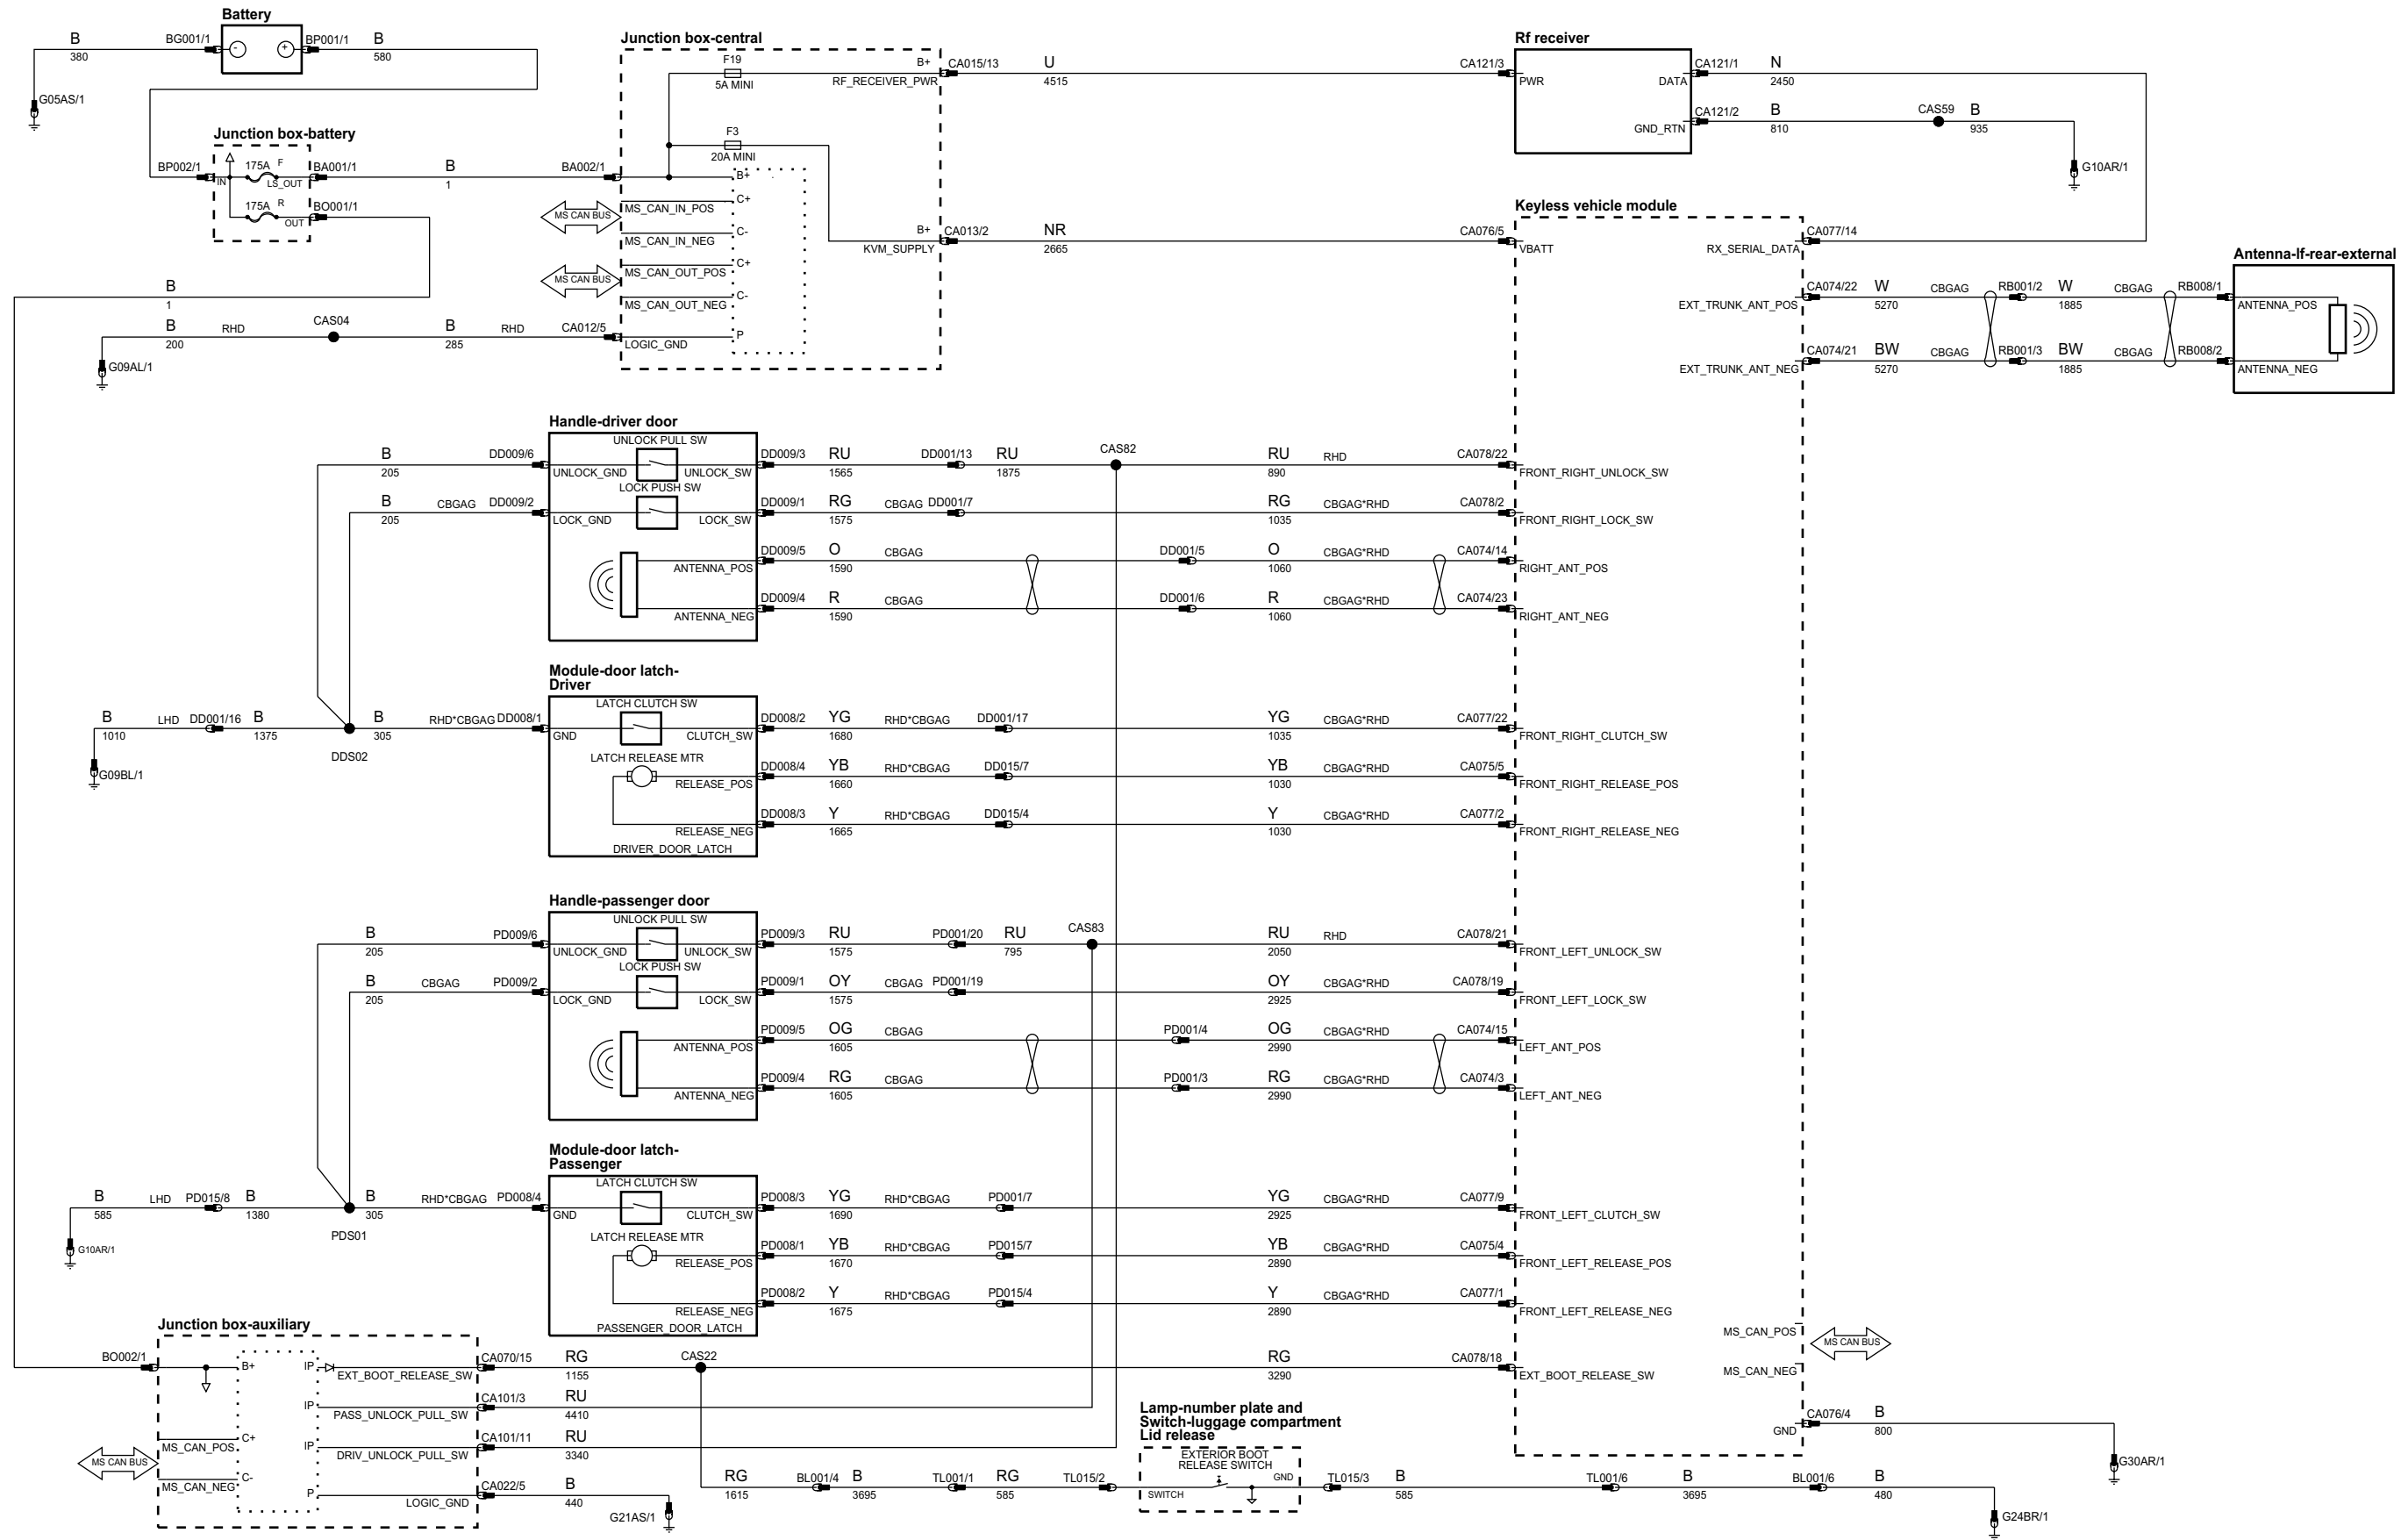 Battery
B
380
BG001/1
-
+
BP001/1
B
580
G05AS/1
Junction box-battery
BP002/1
IN
175A
F
LS_OUT
BA001/1
B
1
BA002/1
175A
R
OUT
BO001/1
B
1
B
200
RHD
CAS04
B
285
RHD
CA012/5
G09AL/1
Junction box-central
F19
5A MINI
B+
RF_RECEIVER_PWR
CA015/13
U
4515
F3
20A MINI
B+
MS CAN BUS
MS_CAN_IN_POS
C+
MS_CAN_IN_NEG
C-
MS CAN BUS
MS_CAN_OUT_POS
C+
MS_CAN_OUT_NEG
C-
LOGIC_GND
P
B+
KVM_SUPPLY
CA013/2
NR
2665
Rf receiver
CA121/3
PWR
DATA
CA121/1
N
2450
GND_RTN
CA121/2
B
810
CAS59
B
935
G10AR/1
Keyless vehicle module
CA076/5
VBATT
RX_SERIAL_DATA
CA077/14
EXT_TRUNK_ANT_POS
CA074/22
W
5270
CBGAG
RB001/2
W
1885
CBGAG
RB008/1
EXT_TRUNK_ANT_NEG
CA074/21
BW
5270
CBGAG
RB001/3
BW
1885
CBGAG
RB008/2
Antenna-lf-rear-external
ANTENNA_POS
ANTENNA_NEG
Handle-driver door
UNLOCK PULL SW
B
205
DD009/6
UNLOCK_GND
UNLOCK_SW
DD009/3
RU
1565
DD001/13
RU
1875
CAS82
RU
890
RHD
CA078/22
FRONT_RIGHT_UNLOCK_SW
LOCK PUSH SW
B
205
CBGAG
DD009/2
LOCK_GND
LOCK_SW
DD009/1
RG
1575
CBGAG
DD001/7
RG
1035
CBGAG*RHD
CA078/2
FRONT_RIGHT_LOCK_SW
ANTENNA_POS
DD009/5
O
1590
CBGAG
DD001/5
O
1060
CBGAG*RHD
CA074/14
RIGHT_ANT_POS
ANTENNA_NEG
DD009/4
R
1590
CBGAG
DD001/6
R
1060
CBGAG*RHD
CA074/23
RIGHT_ANT_NEG
Module-door latch-
Driver
LATCH CLUTCH SW
B
1010
LHD
DD001/16
B
1375
DDS02
B
305
RHD*CBGAG
DD008/1
G09BL/1
GND
CLUTCH_SW
DD008/2
YG
1680
RHD*CBGAG
DD001/17
YG
1035
CBGAG*RHD
CA077/22
FRONT_RIGHT_CLUTCH_SW
LATCH RELEASE MTR
RELEASE_POS
DD008/4
YB
1660
RHD*CBGAG
DD015/7
YB
1030
CBGAG*RHD
CA075/5
FRONT_RIGHT_RELEASE_POS
RELEASE_NEG
DD008/3
Y
1665
RHD*CBGAG
DD015/4
Y
1030
CBGAG*RHD
CA077/2
FRONT_RIGHT_RELEASE_NEG
DRIVER_DOOR_LATCH
Handle-passenger door
UNLOCK PULL SW
B
205
PD009/6
UNLOCK_GND
UNLOCK_SW
PD009/3
RU
1575
PD001/20
RU
795
CAS83
RU
2050
RHD
CA078/21
FRONT_LEFT_UNLOCK_SW
LOCK PUSH SW
B
205
CBGAG
PD009/2
LOCK_GND
LOCK_SW
PD009/1
OY
1575
CBGAG
PD001/19
OY
2925
CBGAG*RHD
CA078/19
FRONT_LEFT_LOCK_SW
ANTENNA_POS
PD009/5
OG
1605
CBGAG
PD001/4
OG
2990
CBGAG*RHD
CA074/15
LEFT_ANT_POS
ANTENNA_NEG
PD009/4
RG
1605
CBGAG
PD001/3
RG
2990
CBGAG*RHD
CA074/3
LEFT_ANT_NEG
Module-door latch-
Passenger
LATCH CLUTCH SW
B
585
LHD
PD015/8
B
1380
PDS01
B
305
RHD*CBGAG
PD008/4
G10AR/1
GND
CLUTCH_SW
PD008/3
YG
1690
RHD*CBGAG
PD001/7
YG
2925
CBGAG*RHD
CA077/9
FRONT_LEFT_CLUTCH_SW
LATCH RELEASE MTR
RELEASE_POS
PD008/1
YB
1670
RHD*CBGAG
PD015/7
YB
2890
CBGAG*RHD
CA075/4
FRONT_LEFT_RELEASE_POS
RELEASE_NEG
PD008/2
Y
1675
RHD*CBGAG
PD015/4
Y
2890
CBGAG*RHD
CA077/1
FRONT_LEFT_RELEASE_NEG
PASSENGER_DOOR_LATCH
MS_CAN_POS
MS CAN BUS
MS_CAN_NEG
Junction box-auxiliary
BO002/1
B+
IP
EXT_BOOT_RELEASE_SW
CA070/15
RG
1155
CAS22
RG
3290
CA078/18
EXT_BOOT_RELEASE_SW
IP
PASS_UNLOCK_PULL_SW
CA101/3
RU
4410
MS CAN BUS
MS_CAN_POS
C+
IP
DRIV_UNLOCK_PULL_SW
CA101/11
RU
3340
MS_CAN_NEG
C-
P
LOGIC_GND
CA022/5
B
440
G21AS/1
GND
CA076/4
B
800
G30AR/1
Lamp-number plate and
Switch-luggage compartment
Lid release
EXTERIOR BOOT
RELEASE SWITCH
GND
SWITCH
RG
1615
BL001/4
B
3695
TL001/1
RG
585
TL015/2
TL015/3
B
585
TL001/6
B
3695
BL001/6
B
480
G24BR/1